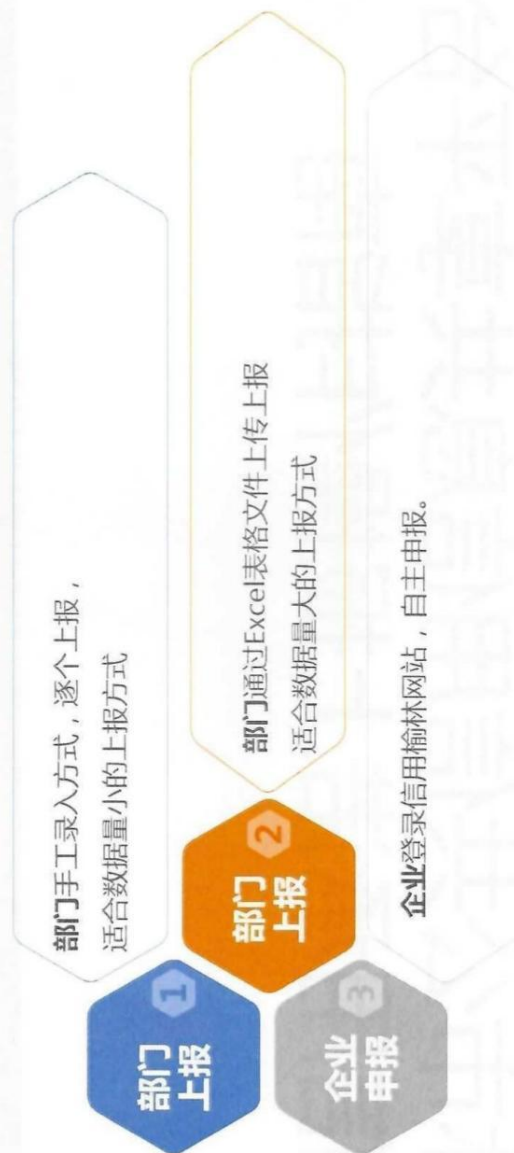 部门
上报
1
部门手工录入方式，逐个上报，
适合数据量小的上报方式
部门
上报
2
部门通过Excel表格文件上传上报
适合数据量大的上报方式
企业
申报
3
企业登录信用榆林网站，自主申报。